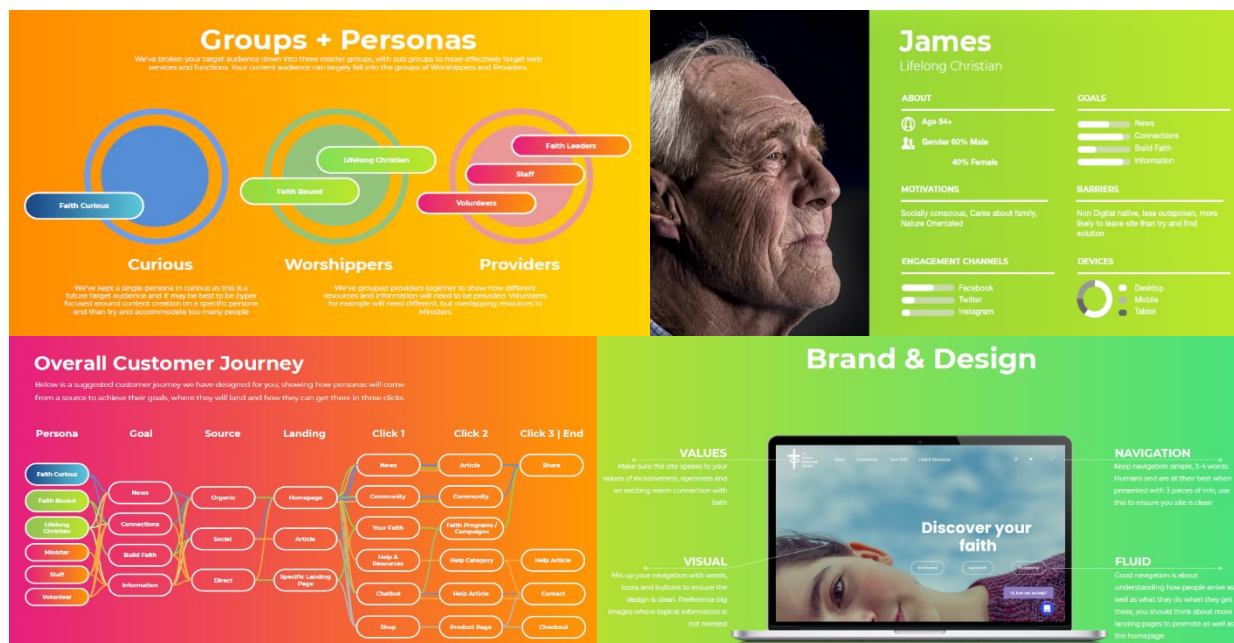 Groups + Personas
We've broken your target audience down into three master groups, with sub groups to more effectively target web
services and functions. Your current audience can largely fall into the groups of Worshippers and Providers.
Faith Curious
Lifelong Christian
Faith Bound
Faith Leaders
Staff
Volunteers
Curious
Worshippers
Providers
We've kept a single persona in curious as this is a
future target audience and it may be best to be hyper
focused around content creation on a specific persona
and than try and accommodate too many people
We've grouped providers together to show how different
resources and information will need to be provided. Volunteers
for example will need different, but overlapping resources to
Ministers
James
Lifelong Christian
ABOUT
Age 54+
Gender 60% Male
40% Female
GOALS
News
Connections
Build Faith
Information
MOTIVATIONS
Socially conscious, Cares about family,
Nature Orientated
BARRIERS
Non Digital native, less outspoken, more
likely to leave site than try and find
solution
ENGAGEMENT CHANNELS
Facebook
Twitter
Instagram
DEVICES
Desktop
Mobile
Tablet
Overall Customer Journey
Below is a suggested customer journey we have designed for you, showing how personas will come
from a source to achieve their goals, where they will land and how they can get there in three clicks.
Persona
Goal
Source
Landing
Click 1
Click 2
Click 3 | End
Faith Curious
Faith Bound
Lifelong
Christian
Minister
Staff
Volunteer
News
Connections
Build Faith
Information
Organic
Social
Direct
Homepage
Article
Specific Landing
Page
News
Community
Your Faith
Help &
Resources
Chatbot
Shop
Article
Community
Faith Programs /
Campaigns
Help Category
Help Article
Product Page
Share
Help Article
Contact
Checkout
Brand & Design
VALUES
Make sure the site speaks to your
values of inclusiveness, openness and
an exciting warm connection with
faith
VISUAL
Mix up your navigation with words,
icons and buttons to ensure the
design is clean. Preference big
images where topical information is
not needed
News Community Your Faith Help & Resources
Discover your
faith
Hi, how can we help?
NAVIGATION
Keep navigation simple, 3-4 words.
Humans and are at their best when
presented with 3 pieces of info, use
this to ensure you site is clean
FLUID
Good navigation is about
understanding how people arrive as
well as what they do when they get
there, you should think about more
landing pages to promote as well as
the homepage